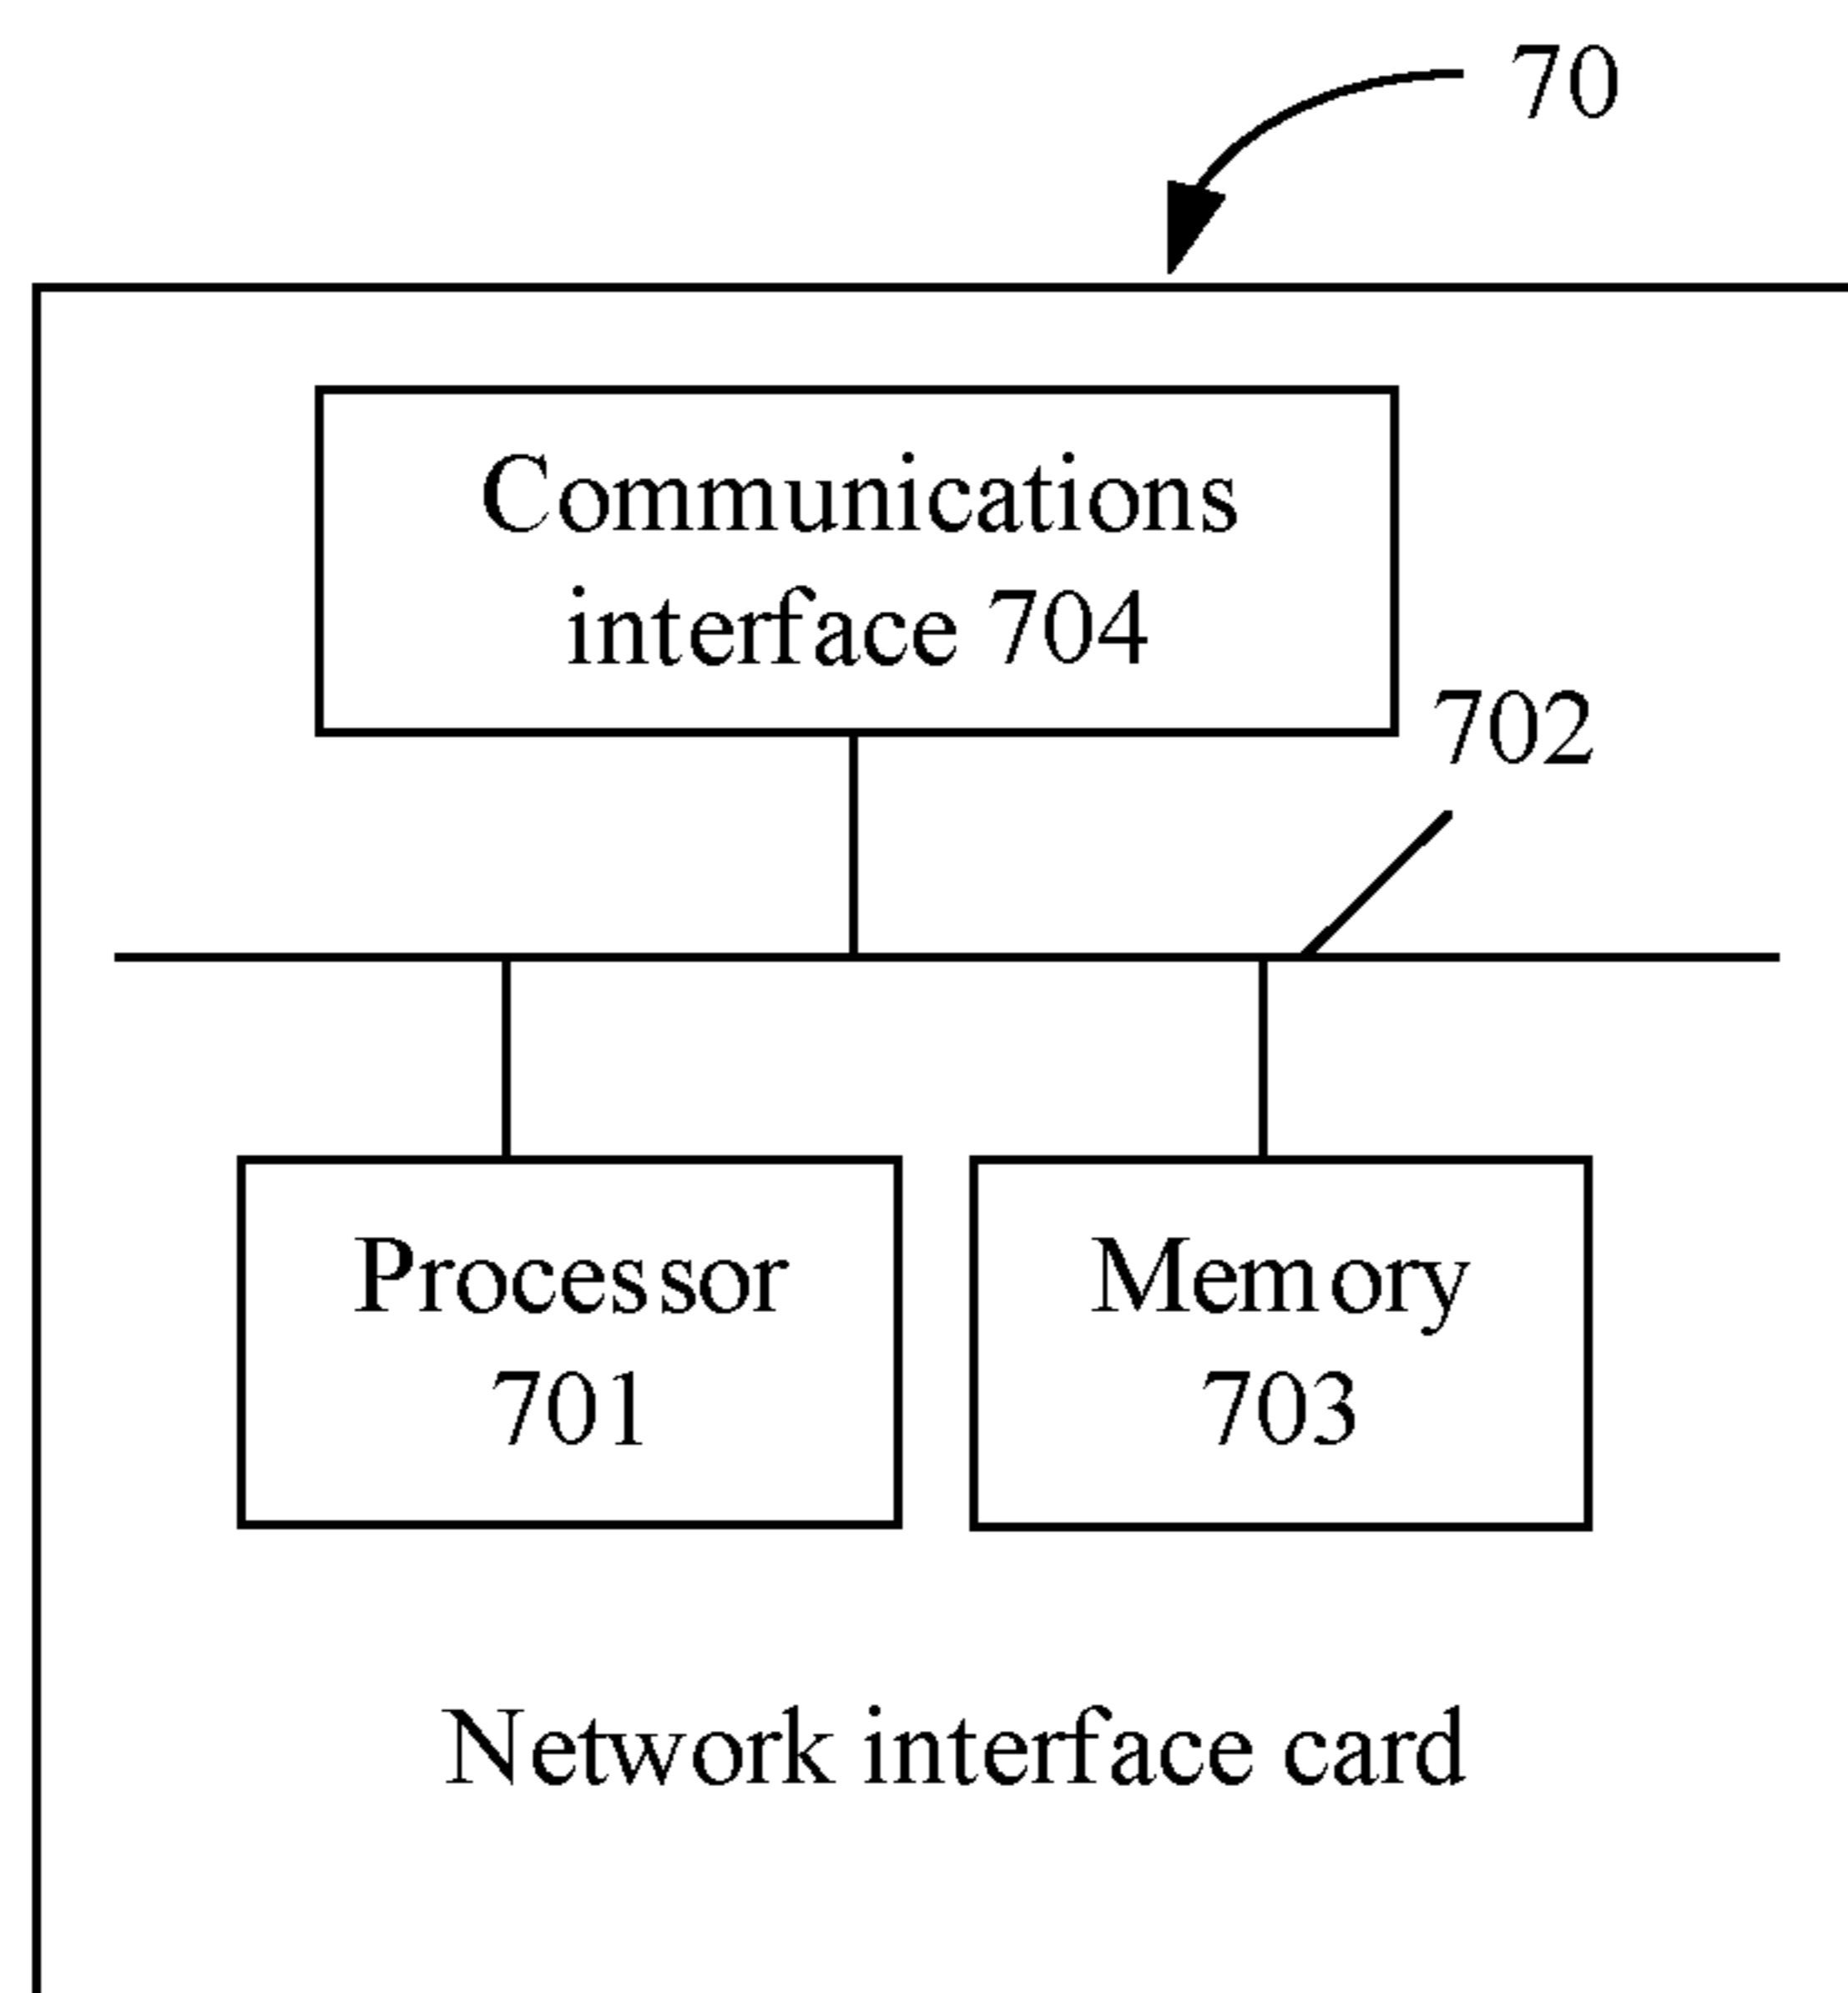 70
Communications
interface 704
702
Processor
701
Memory
703
Network interface card